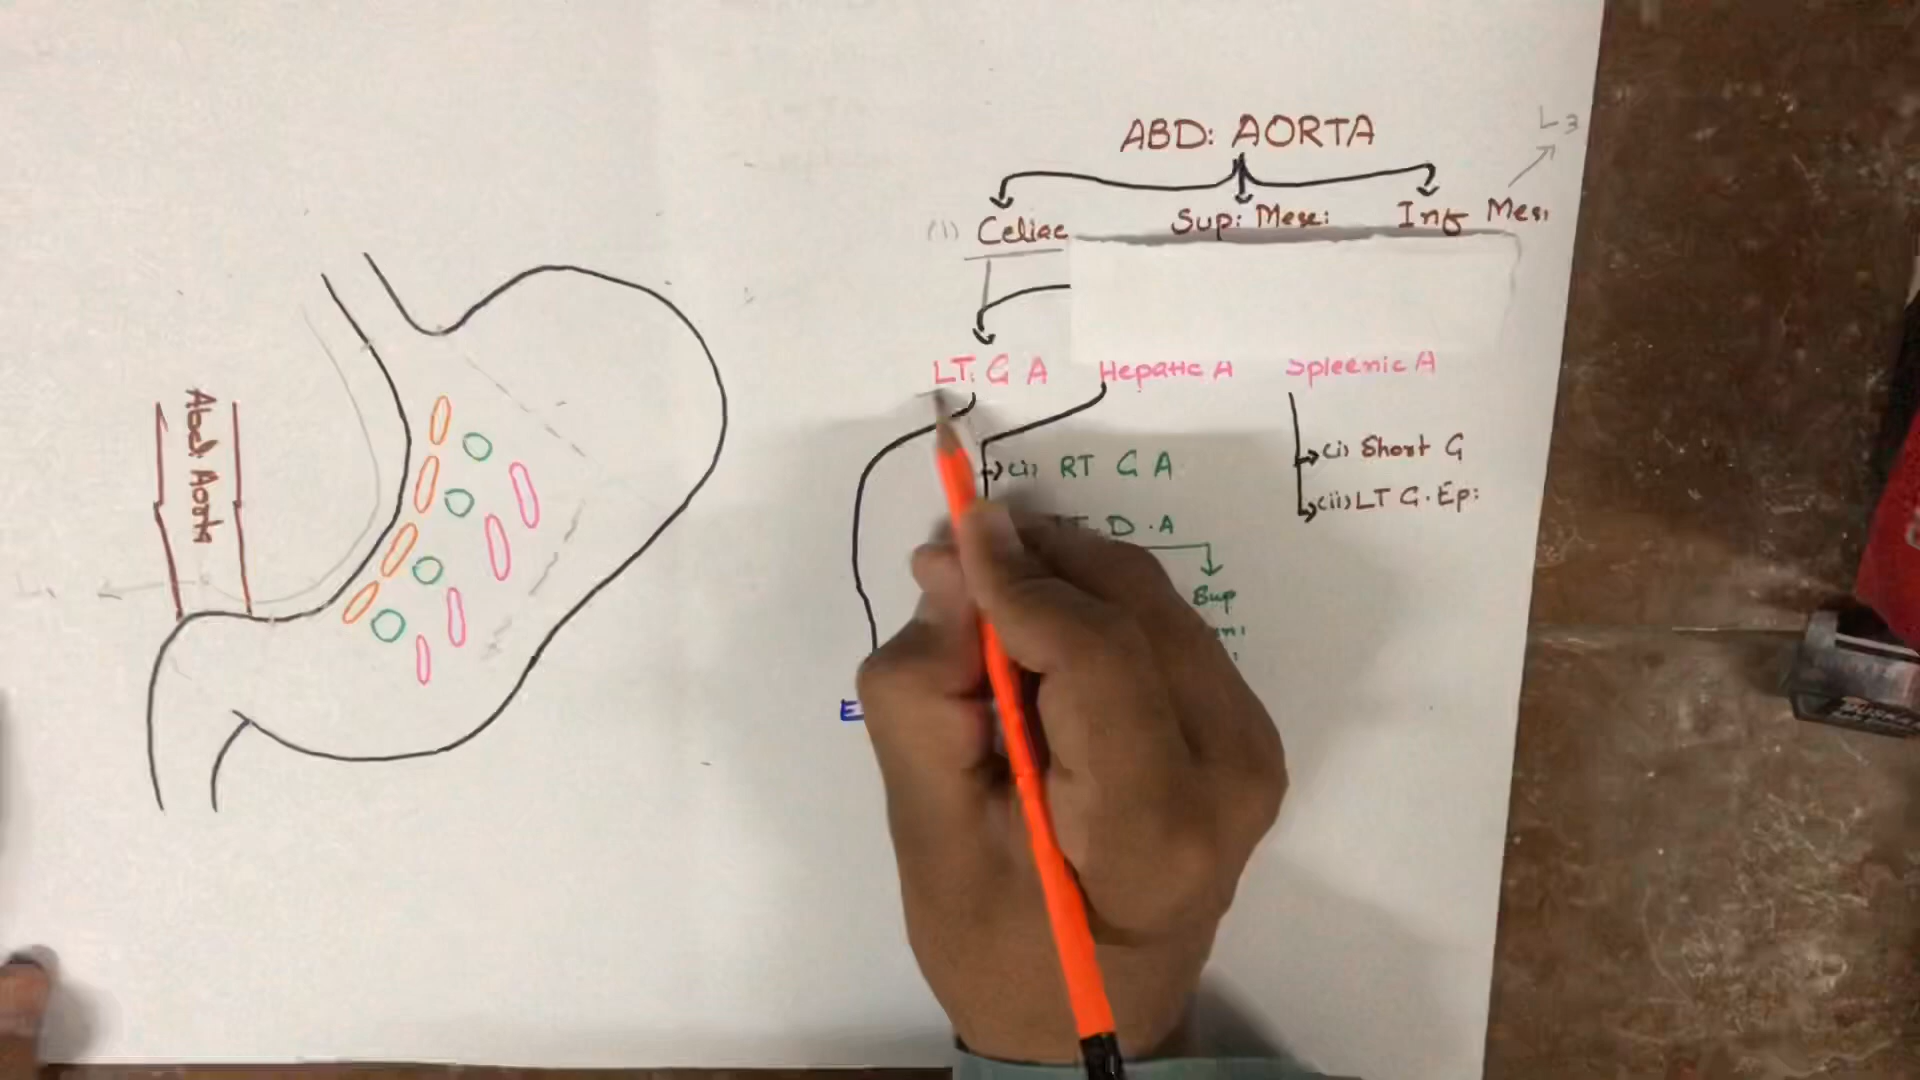 ABD: AORTA
L3
(1) Celiac
Sup: Mese:
Inf Mes:
LT: G A
Hepatic A
Spleenic A
(i) RT G A
D. A
Sup
(i) Short G
(ii) LT G. Ep:
Abd: Aorta
E